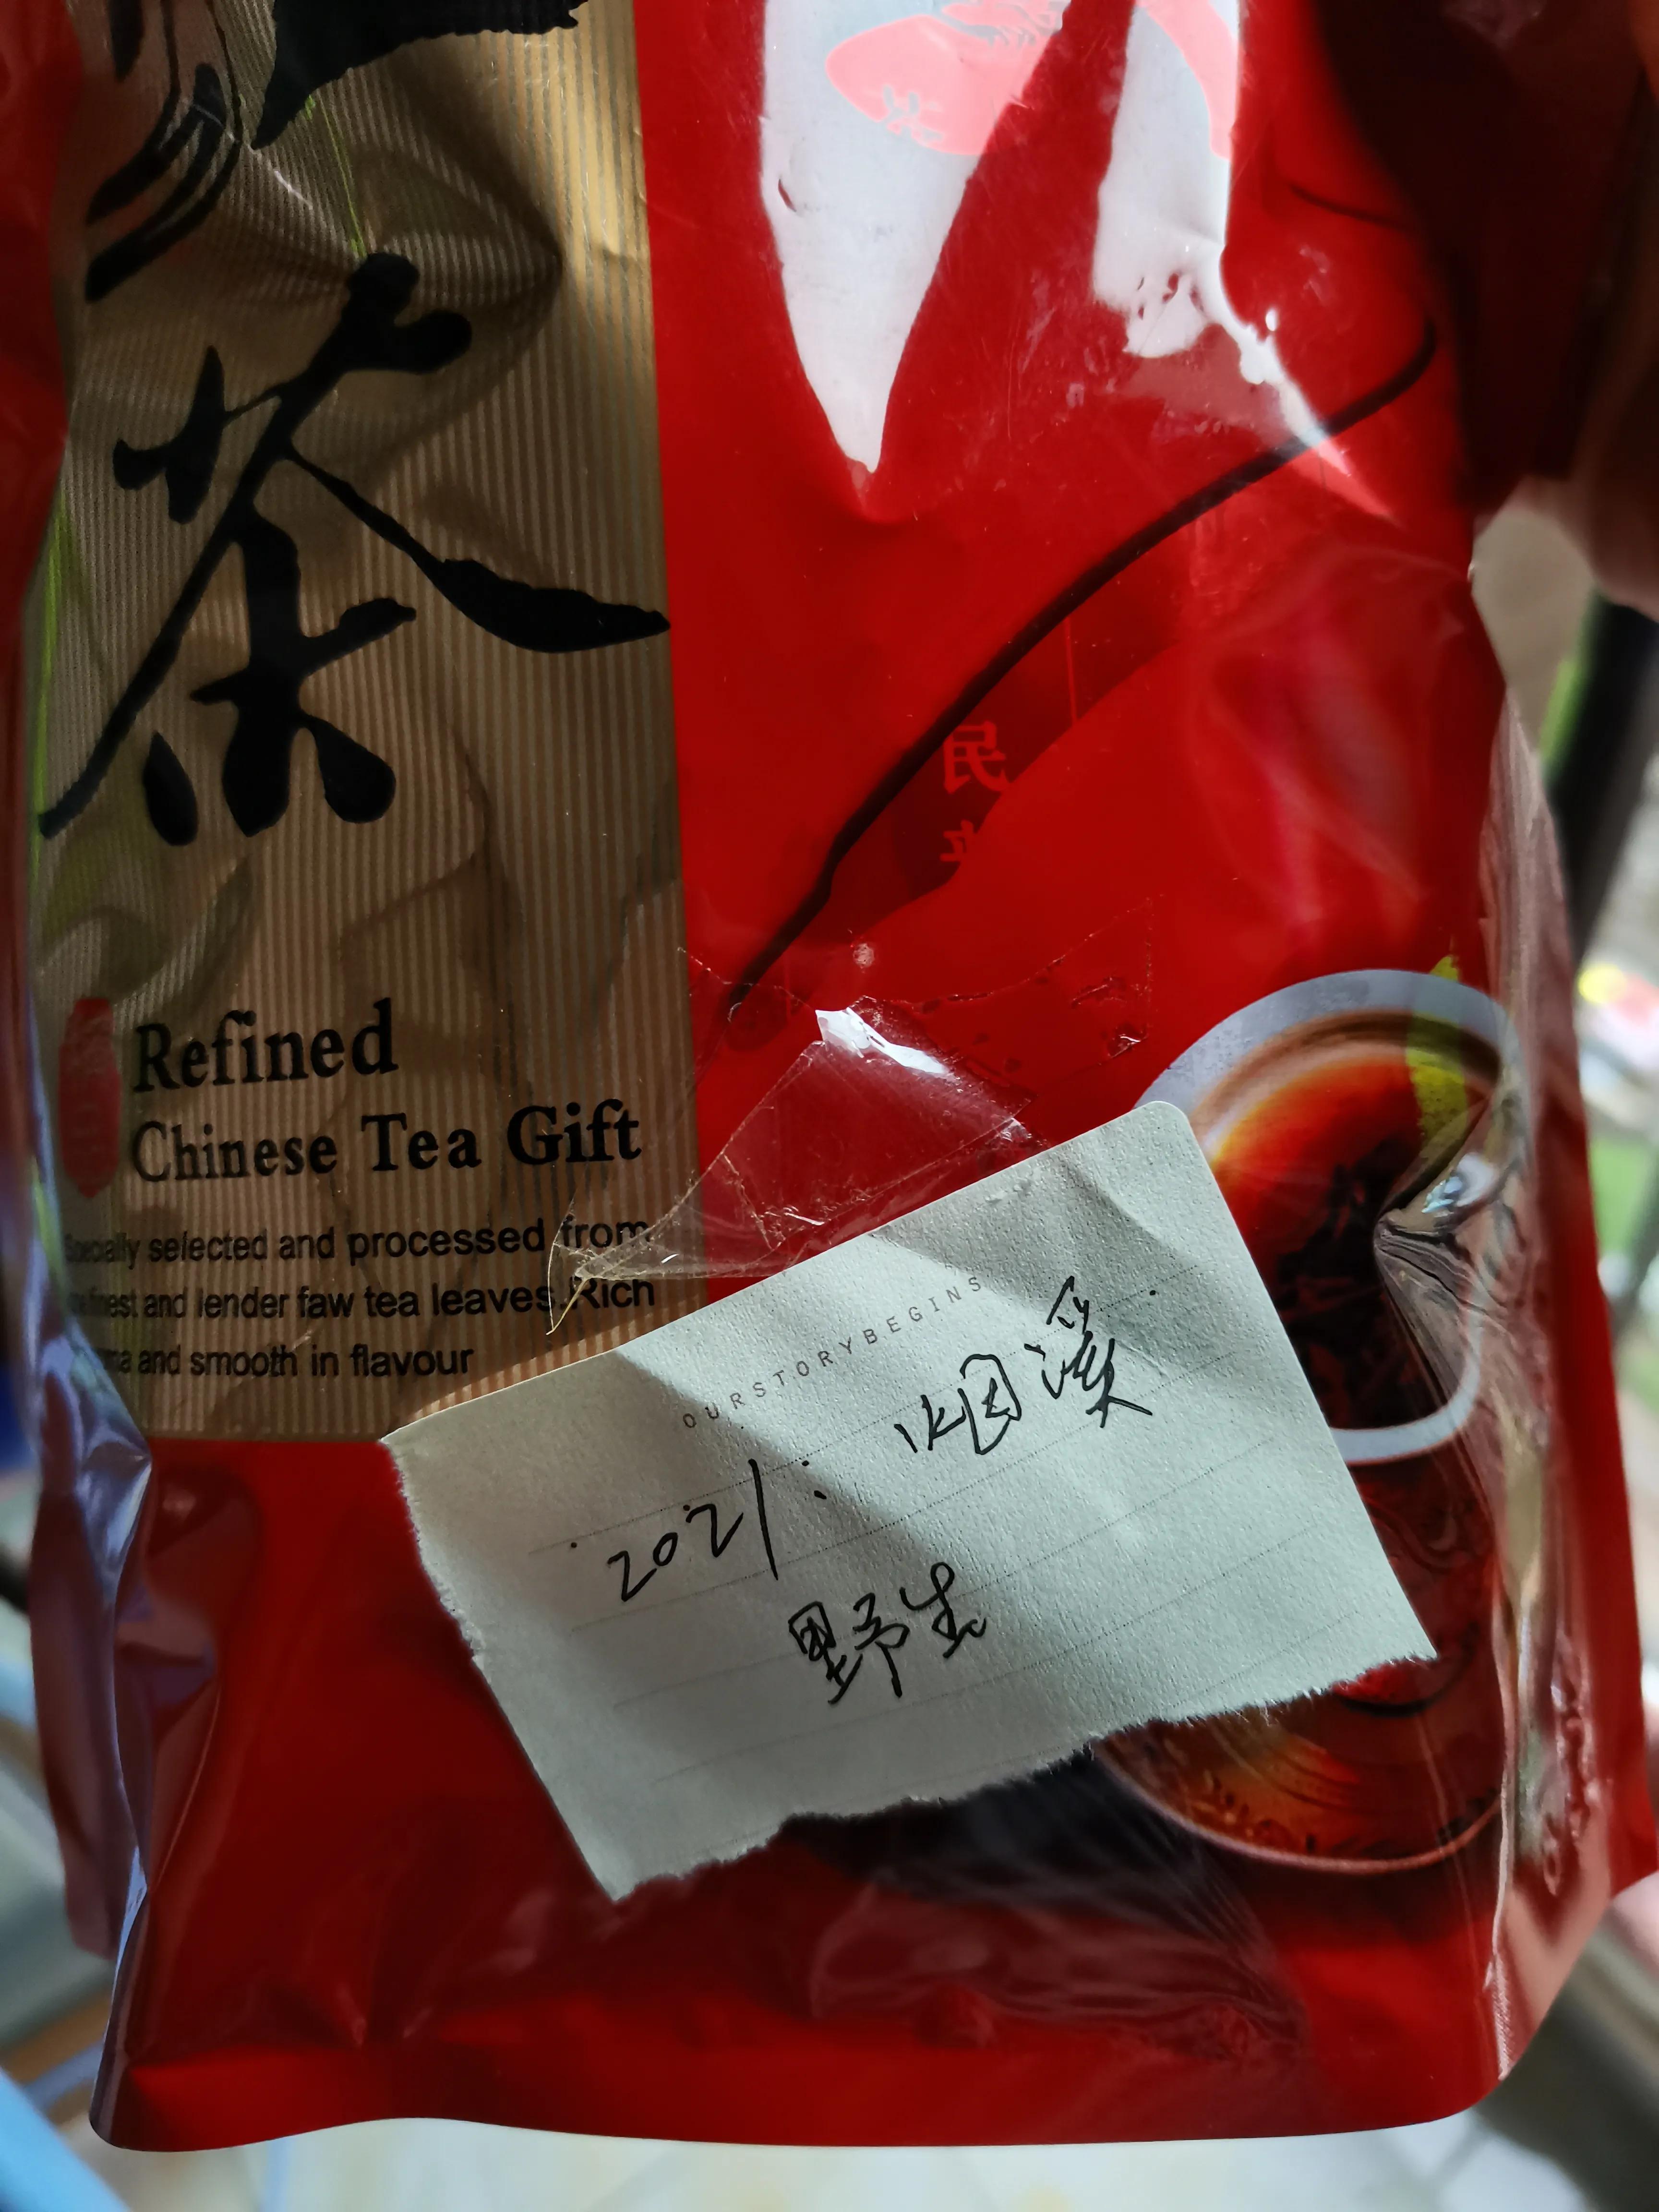 茶
民
Refined
Chinese Tea Gift
selected and processed from
and lender faw tea leaves. Rich
and smooth in flavour
OURSTORYBEGINS
2021: 烟溪
野生